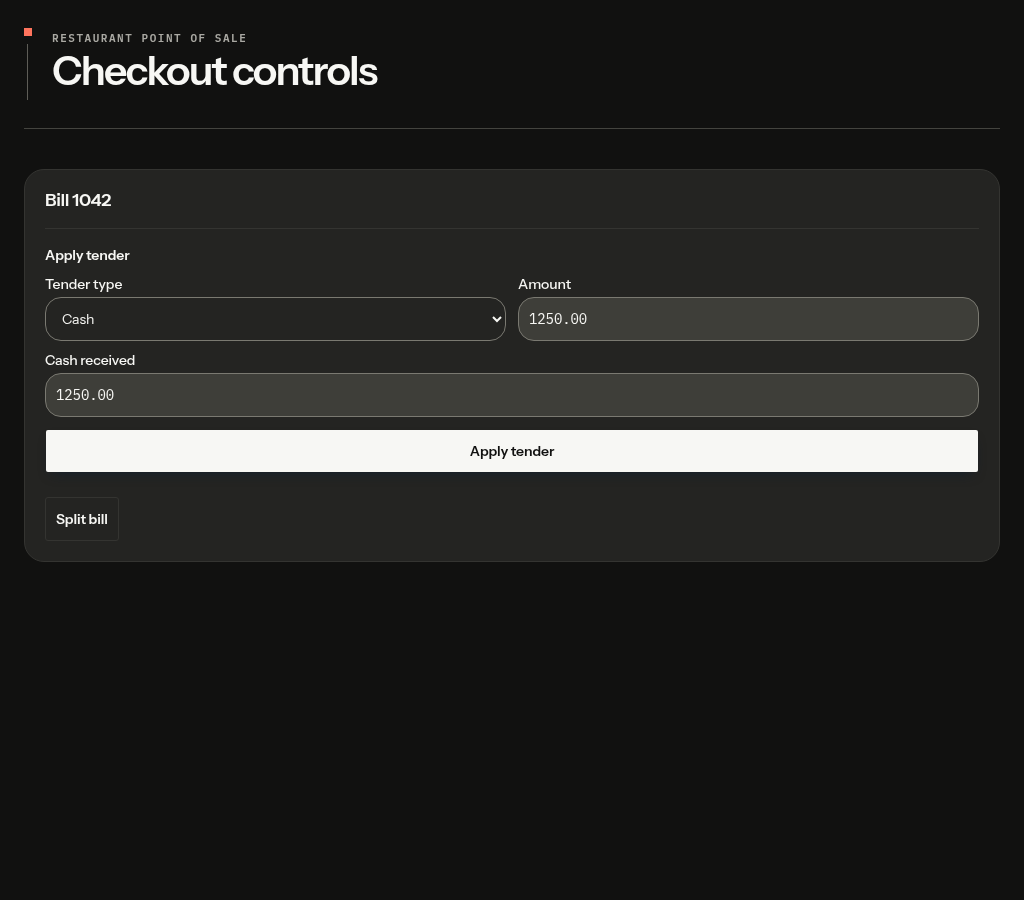 RESTAURANT POINT OF SALE
Checkout controls
Bill 1042
Apply tender
Tender type
Amount
Cash
1250.00
Cash received
1250.00
Apply tender
Split bill